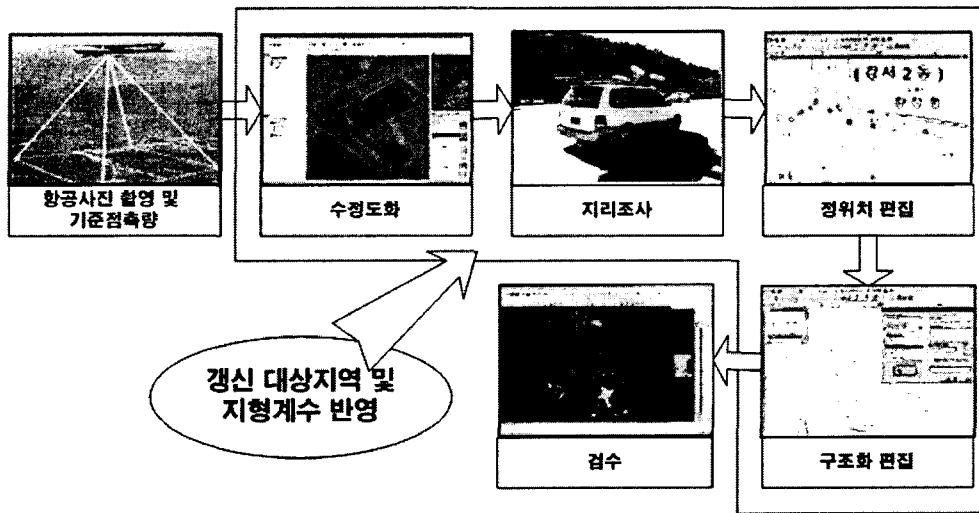 항공사진 촬영 및
기준점측량
수정도화
지리조사
(강서2동)
정위치 편집
갱신 대상지역 및
지형계수 반영
검수
구조화 편집